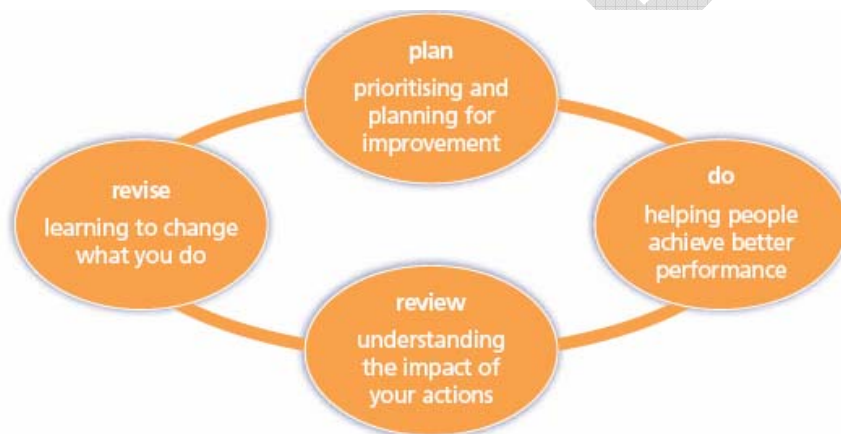 plan
prioritising and
planning for
improvement
do
helping people
achieve better
performance
review
understanding
the impact of
your actions
revise
learning to change
what you do